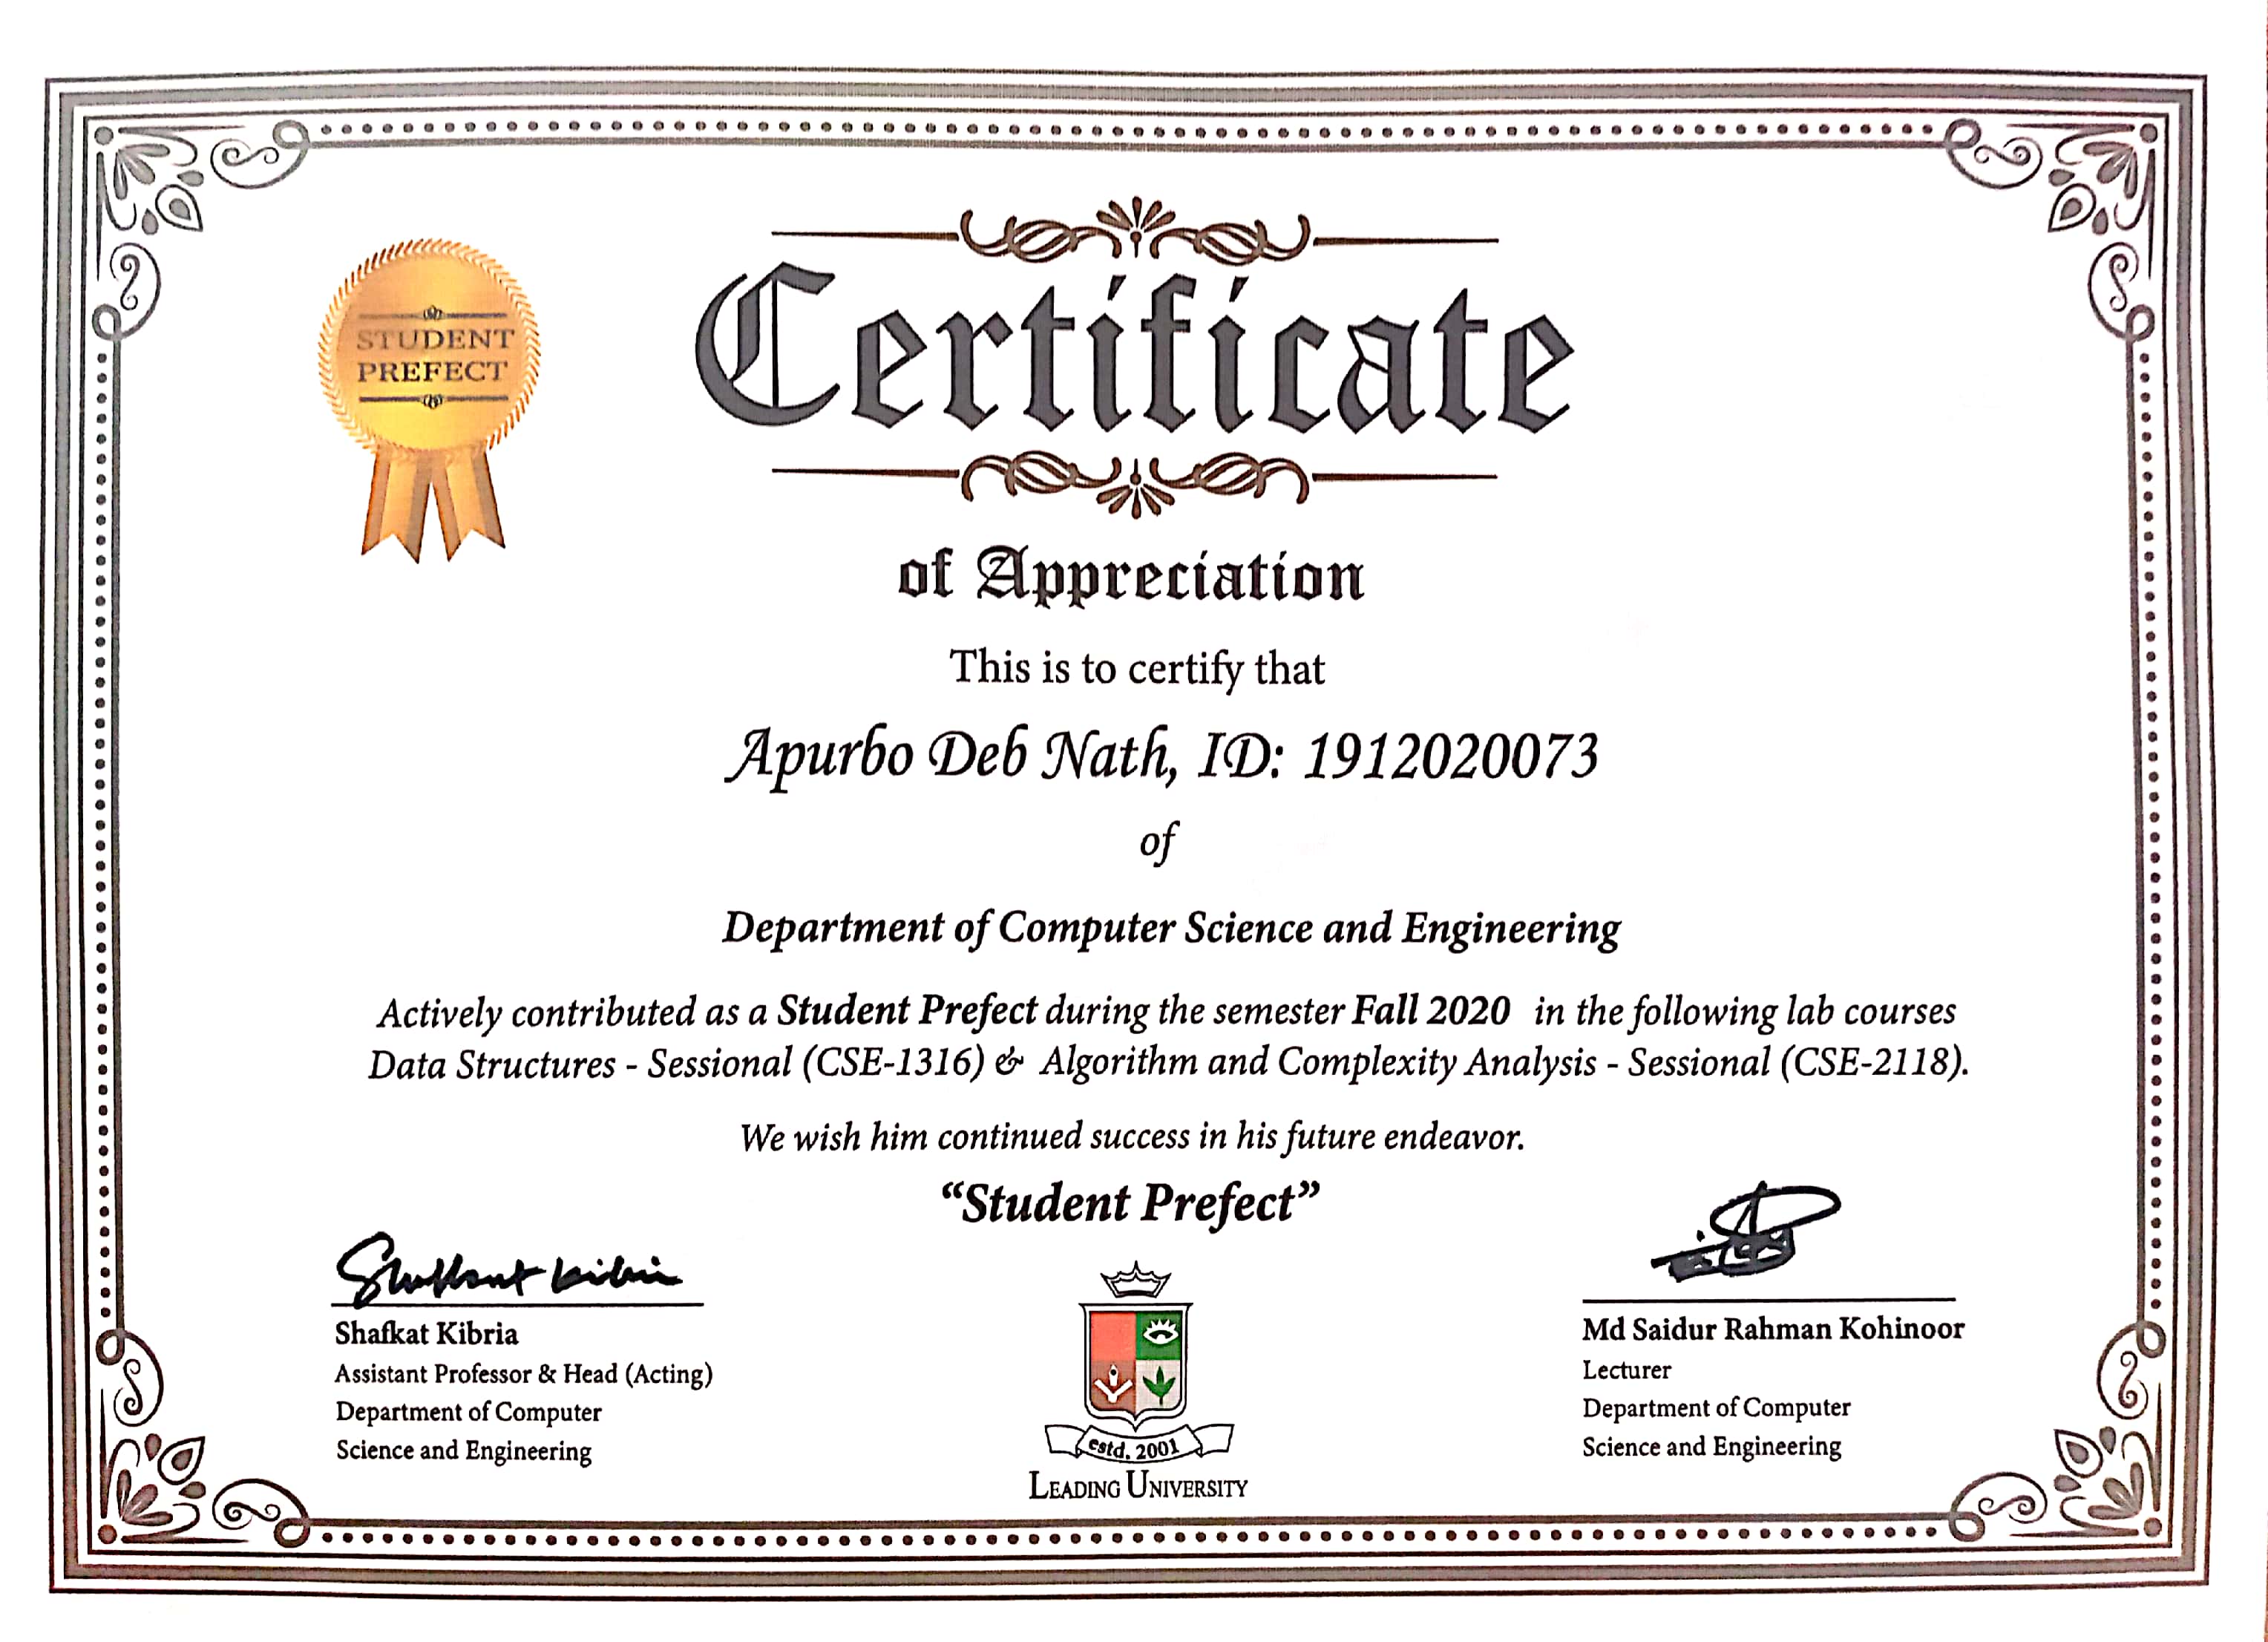 STUDENT
PREFECT
Certificate
of Appreciation
This is to certify that
Apurbo Deb Nath, ID: 1912020073
of
Department of Computer Science and Engineering
Actively contributed as a Student Prefect during the semester Fall 2020 in the following lab courses
Data Structures - Sessional (CSE-1316) & Algorithm and Complexity Analysis - Sessional (CSE-2118).
We wish him continued success in his future endeavor.
“Student Prefect”
Shafkat Kibria
Shafkat Kibria
Assistant Professor & Head (Acting)
Department of Computer
Science and Engineering
estd. 2001
LEADING UNIVERSITY
Md Saidur Rahman Kohinoor
Lecturer
Department of Computer
Science and Engineering